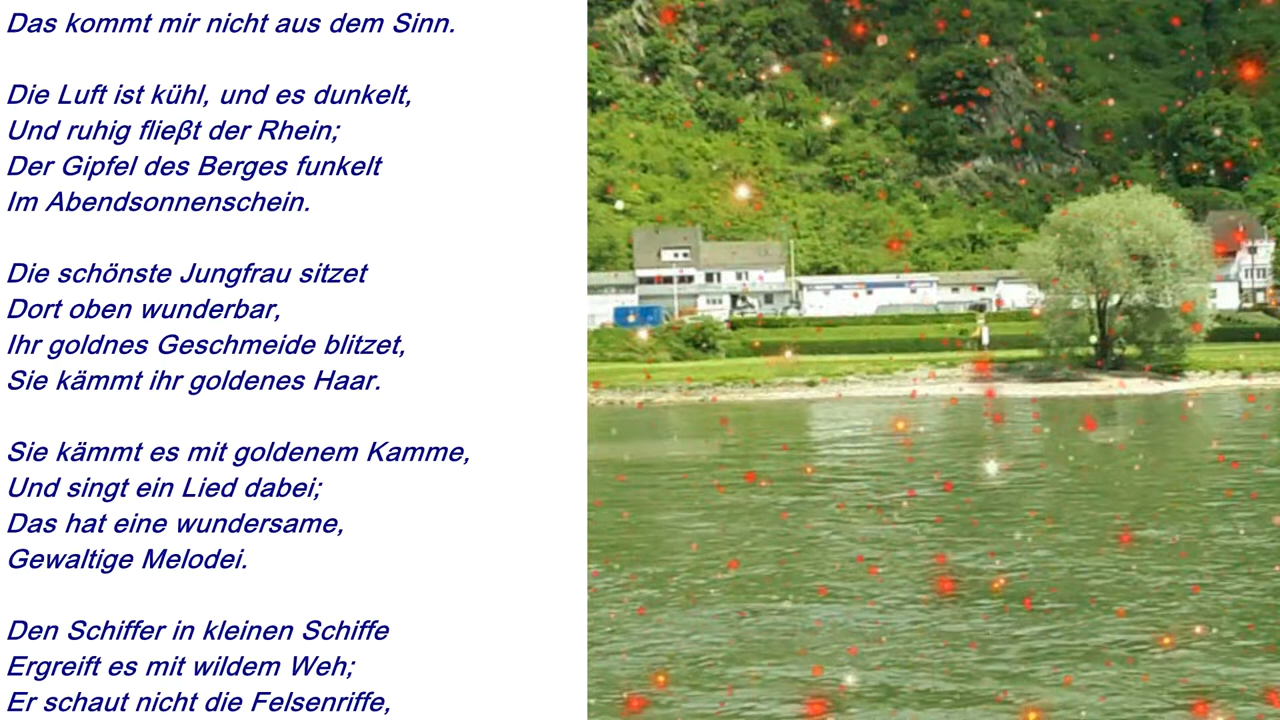 Das kommt mir nicht aus dem Sinn.
Die Luft ist kühl, und es dunkelt,
Und ruhig fließt der Rhein;
Der Gipfel des Berges funkelt
Im Abendsonnenschein.
Die schönste Jungfrau sitzet
Dort oben wunderbar,
Ihr goldnes Geschmeide blitzet,
Sie kämmt ihr goldenes Haar.
Sie kämmt es mit goldenem Kamme,
Und singt ein Lied dabei;
Das hat eine wundersame,
Gewaltige Melodei.
Den Schiffer in kleinen Schiffe
Ergreift es mit wildem Weh;
Er schaut nicht die Felsenriffe,